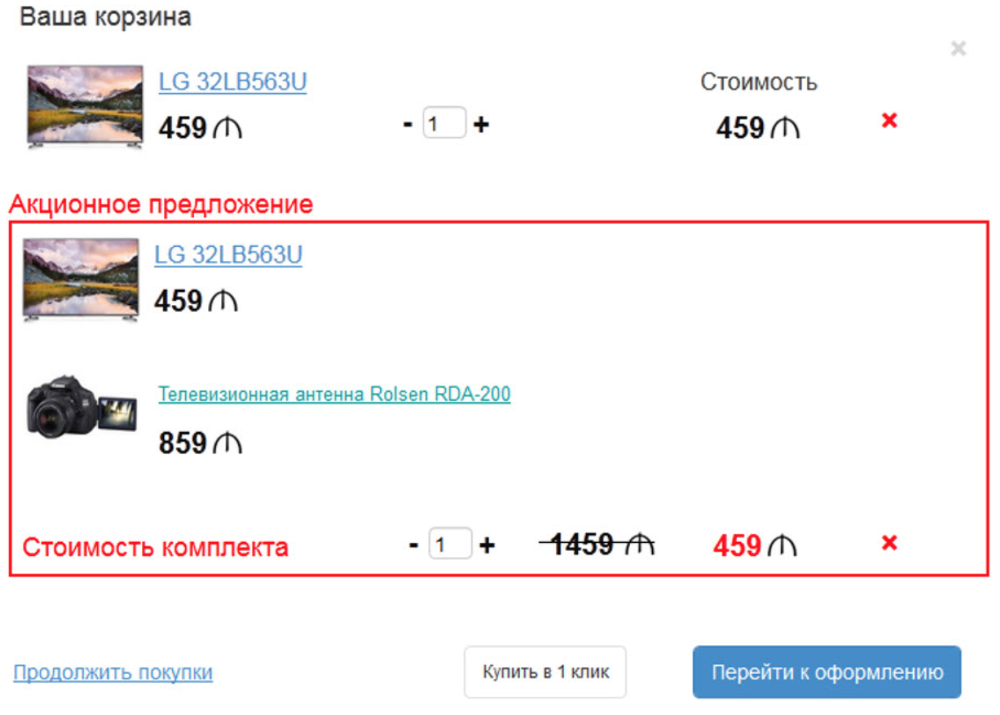 Ваша корзина
LG 32LB563U
Стоимость
459 ₼
- 1 +
459 ₼
Акционное предложение
LG 32LB563U
459 ₼
Телевизионная антенна Rolsen RDA-200
859 ₼
Стоимость комплекта - 1 + 1459 ₼ 459 ₼
Продолжить покупки
Купить в 1 клик
Перейти к оформлению